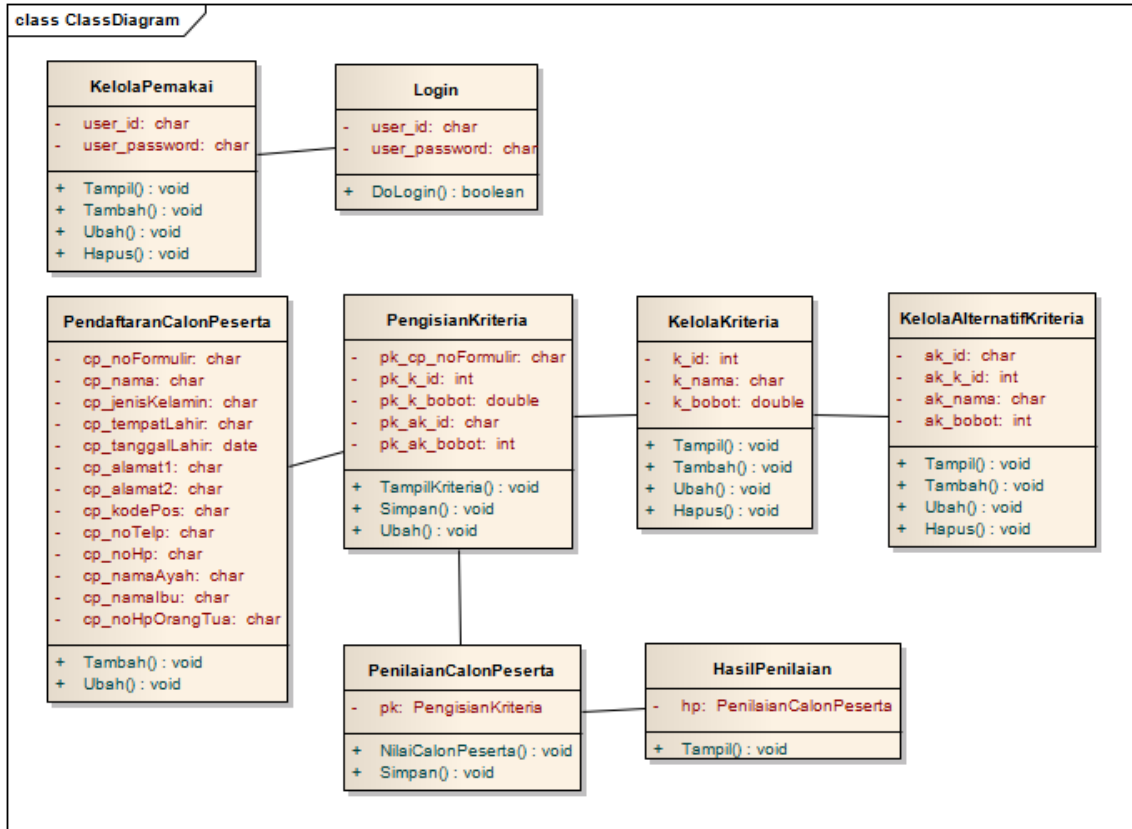 class ClassDiagram
KelolaPemakai
- user_id: char
- user_password: char
+ Tampil() : void
+ Tambah() : void
+ Ubah() : void
+ Hapus() : void
Login
- user_id: char
- user_password: char
+ DoLogin() : boolean
PendaftaranCalonPeserta
- cp_noFormulir: char
- cp_nama: char
- cp_jenisKelamin: char
- cp_tempatLahir: char
- cp_tanggalLahir: date
- cp_alamat1: char
- cp_alamat2: char
- cp_kodePos: char
- cp_noTelp: char
- cp_noHp: char
- cp_namaAyah: char
- cp_namaIbu: char
- cp_noHpOrangTua: char
+ Tambah() : void
+ Ubah() : void
PengisianKriteria
- pk_cp_noFormulir: char
- pk_k_id: int
- pk_k_bobot: double
- pk_ak_id: char
- pk_ak_bobot: int
+ TampilKriteria() : void
+ Simpan() : void
+ Ubah() : void
KelolaKriteria
- k_id: int
- k_nama: char
- k_bobot: double
+ Tampil() : void
+ Tambah() : void
+ Ubah() : void
+ Hapus() : void
KelolaAlternatifKriteria
- ak_id: char
- ak_k_id: int
- ak_nama: char
- ak_bobot: int
+ Tampil() : void
+ Tambah() : void
+ Ubah() : void
+ Hapus() : void
PenilaianCalonPeserta
- pk: PengisianKriteria
+ NilaiCalonPeserta() : void
+ Simpan() : void
HasilPenilaian
- hp: PenilaianCalonPeserta
+ Tampil() : void